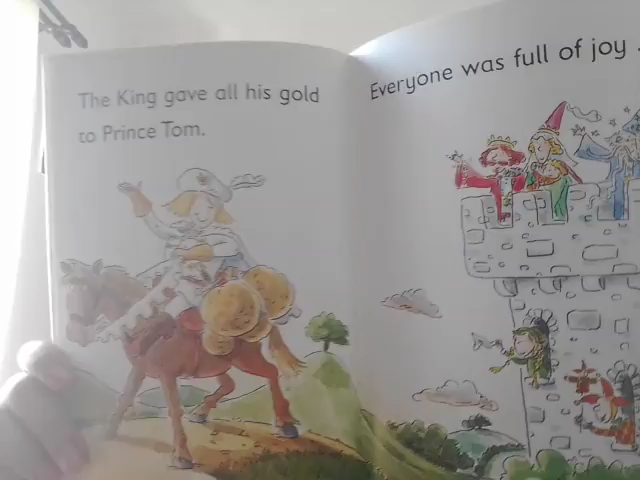 The King gave all his gold
to Prince Tom.
Everyone was full of joy